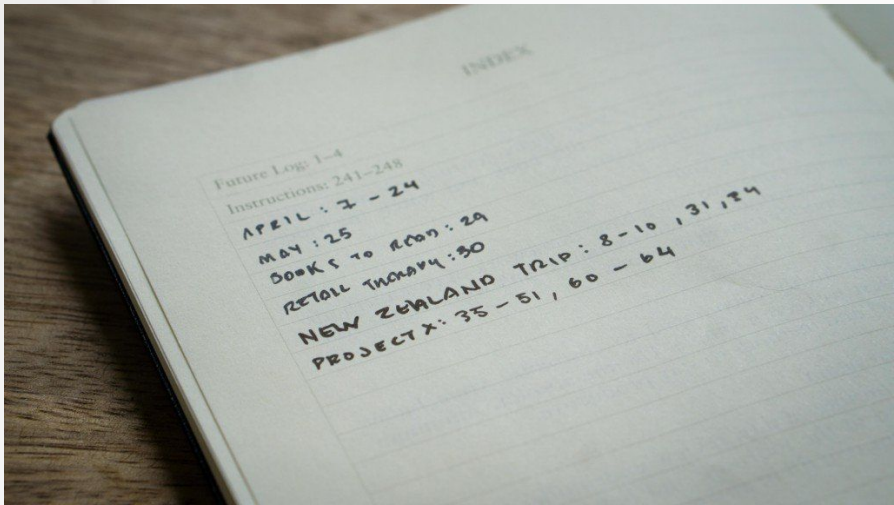 INDEX
Future Log: 1–4
Instructions: 241–248
APRIL : 7 - 24
MAY : 25
BOOKS TO READ : 29
RETAIL THERAPY : 30
NEW ZEALAND TRIP : 8 - 10 , 31 , 34
PROJECT X : 35 - 51 , 60 - 64